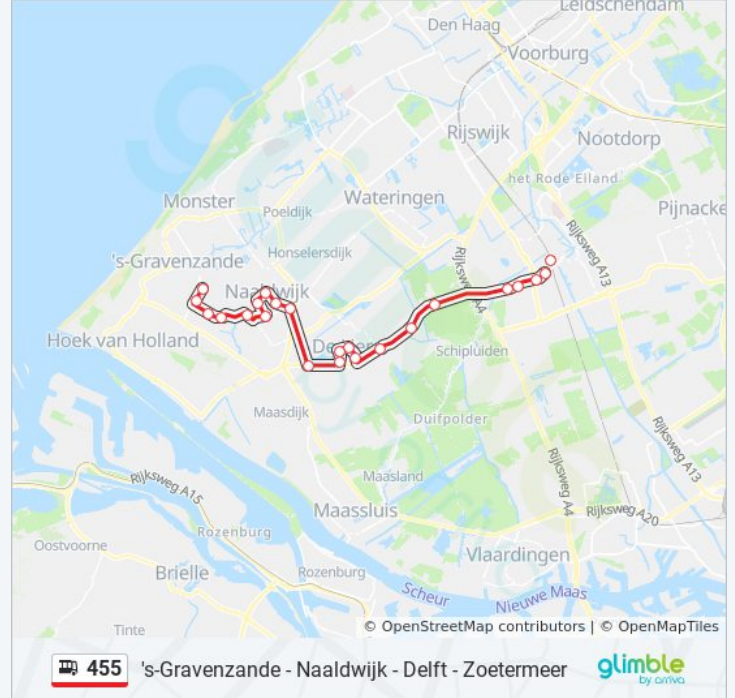 Leidschendam
Den Haag
Voorburg
Rijswijk
Nootdorp
het Rode Eiland
Monster
Poeldijk
Wateringen
Pijnacke
Rijksweg A13
's-Gravenzande
Honselersdijk
Rijksweg A4
Naaldwijk
Hoek van Holland
Schipluiden
Maasdijk
Duifpolder
Rijksweg A13
Maasland
Rijksweg A4
Rijksweg A15
Maassluis
Rijksweg A20
Rozenburg
Oostvoorne
Vlaardingen
Brielle
Rozenburg
Scheur
Nieuwe Maas
Tinte
© OpenStreetMap contributors | © OpenMapTiles
455 's-Gravenzande - Naaldwijk - Delft - Zoetermeer
glimble
by arriva